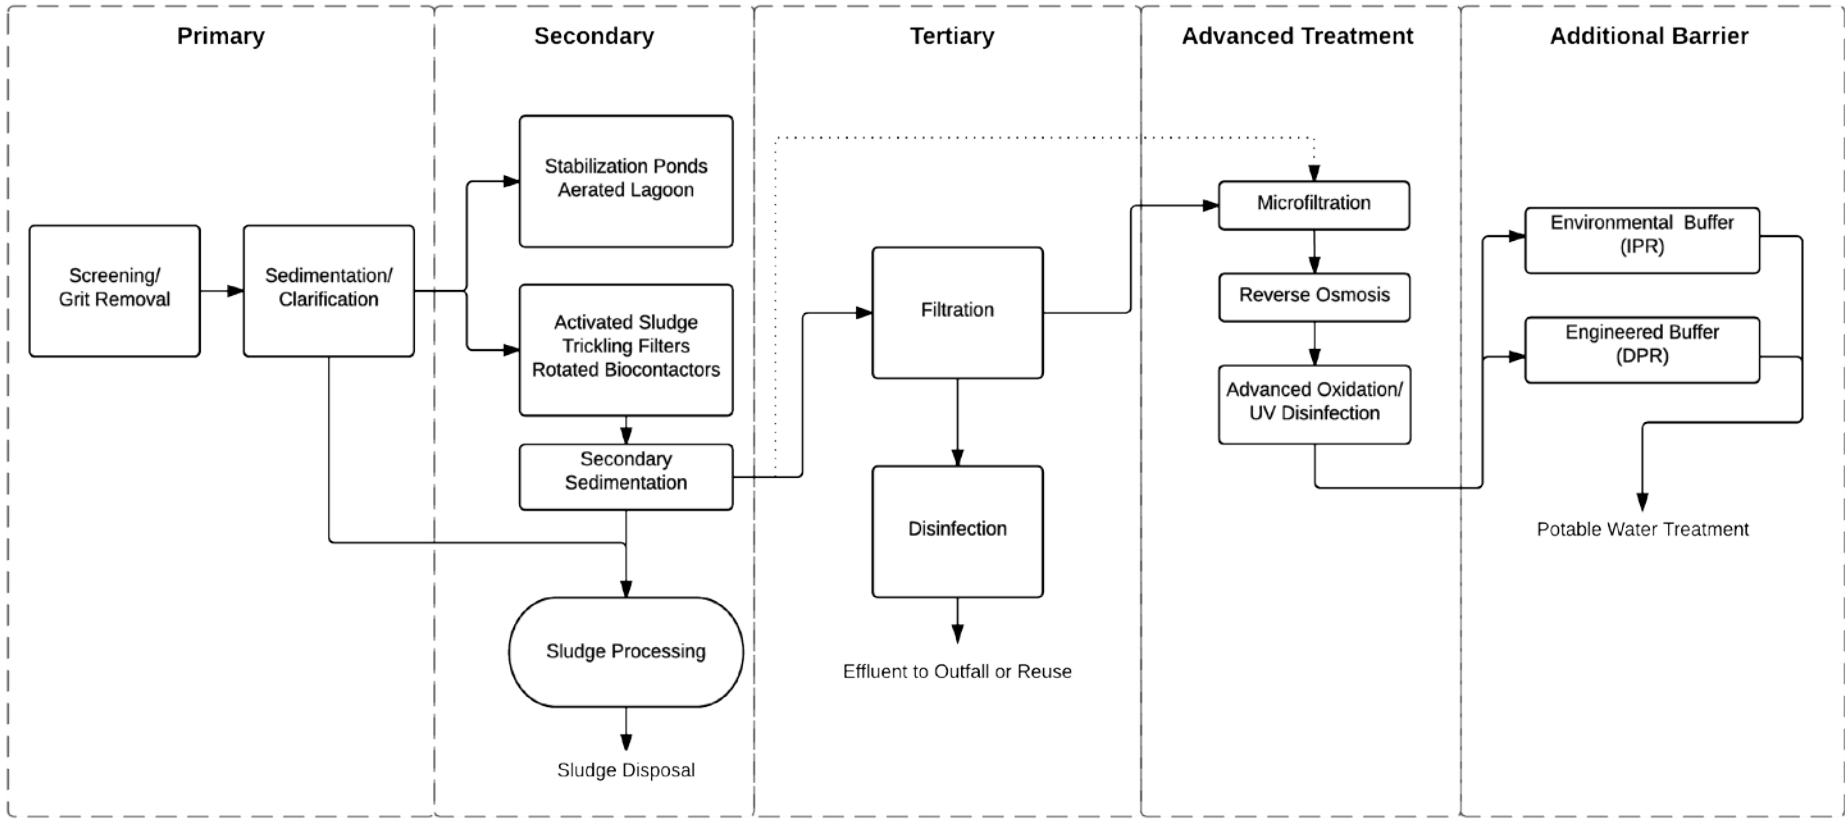 Primary
Secondary
Tertiary
Advanced Treatment
Additional Barrier
Screening/
Grit Removal
Sedimentation/
Clarification
Stabilization Ponds
Aerated Lagoon
Activated Sludge
Trickling Filters
Rotated Biocontactors
Secondary
Sedimentation
Sludge Processing
Sludge Disposal
Filtration
Disinfection
Effluent to Outfall or Reuse
Microfiltration
Reverse Osmosis
Advanced Oxidation/
UV Disinfection
Environmental Buffer
(IPR)
Engineered Buffer
(DPR)
Potable Water Treatment